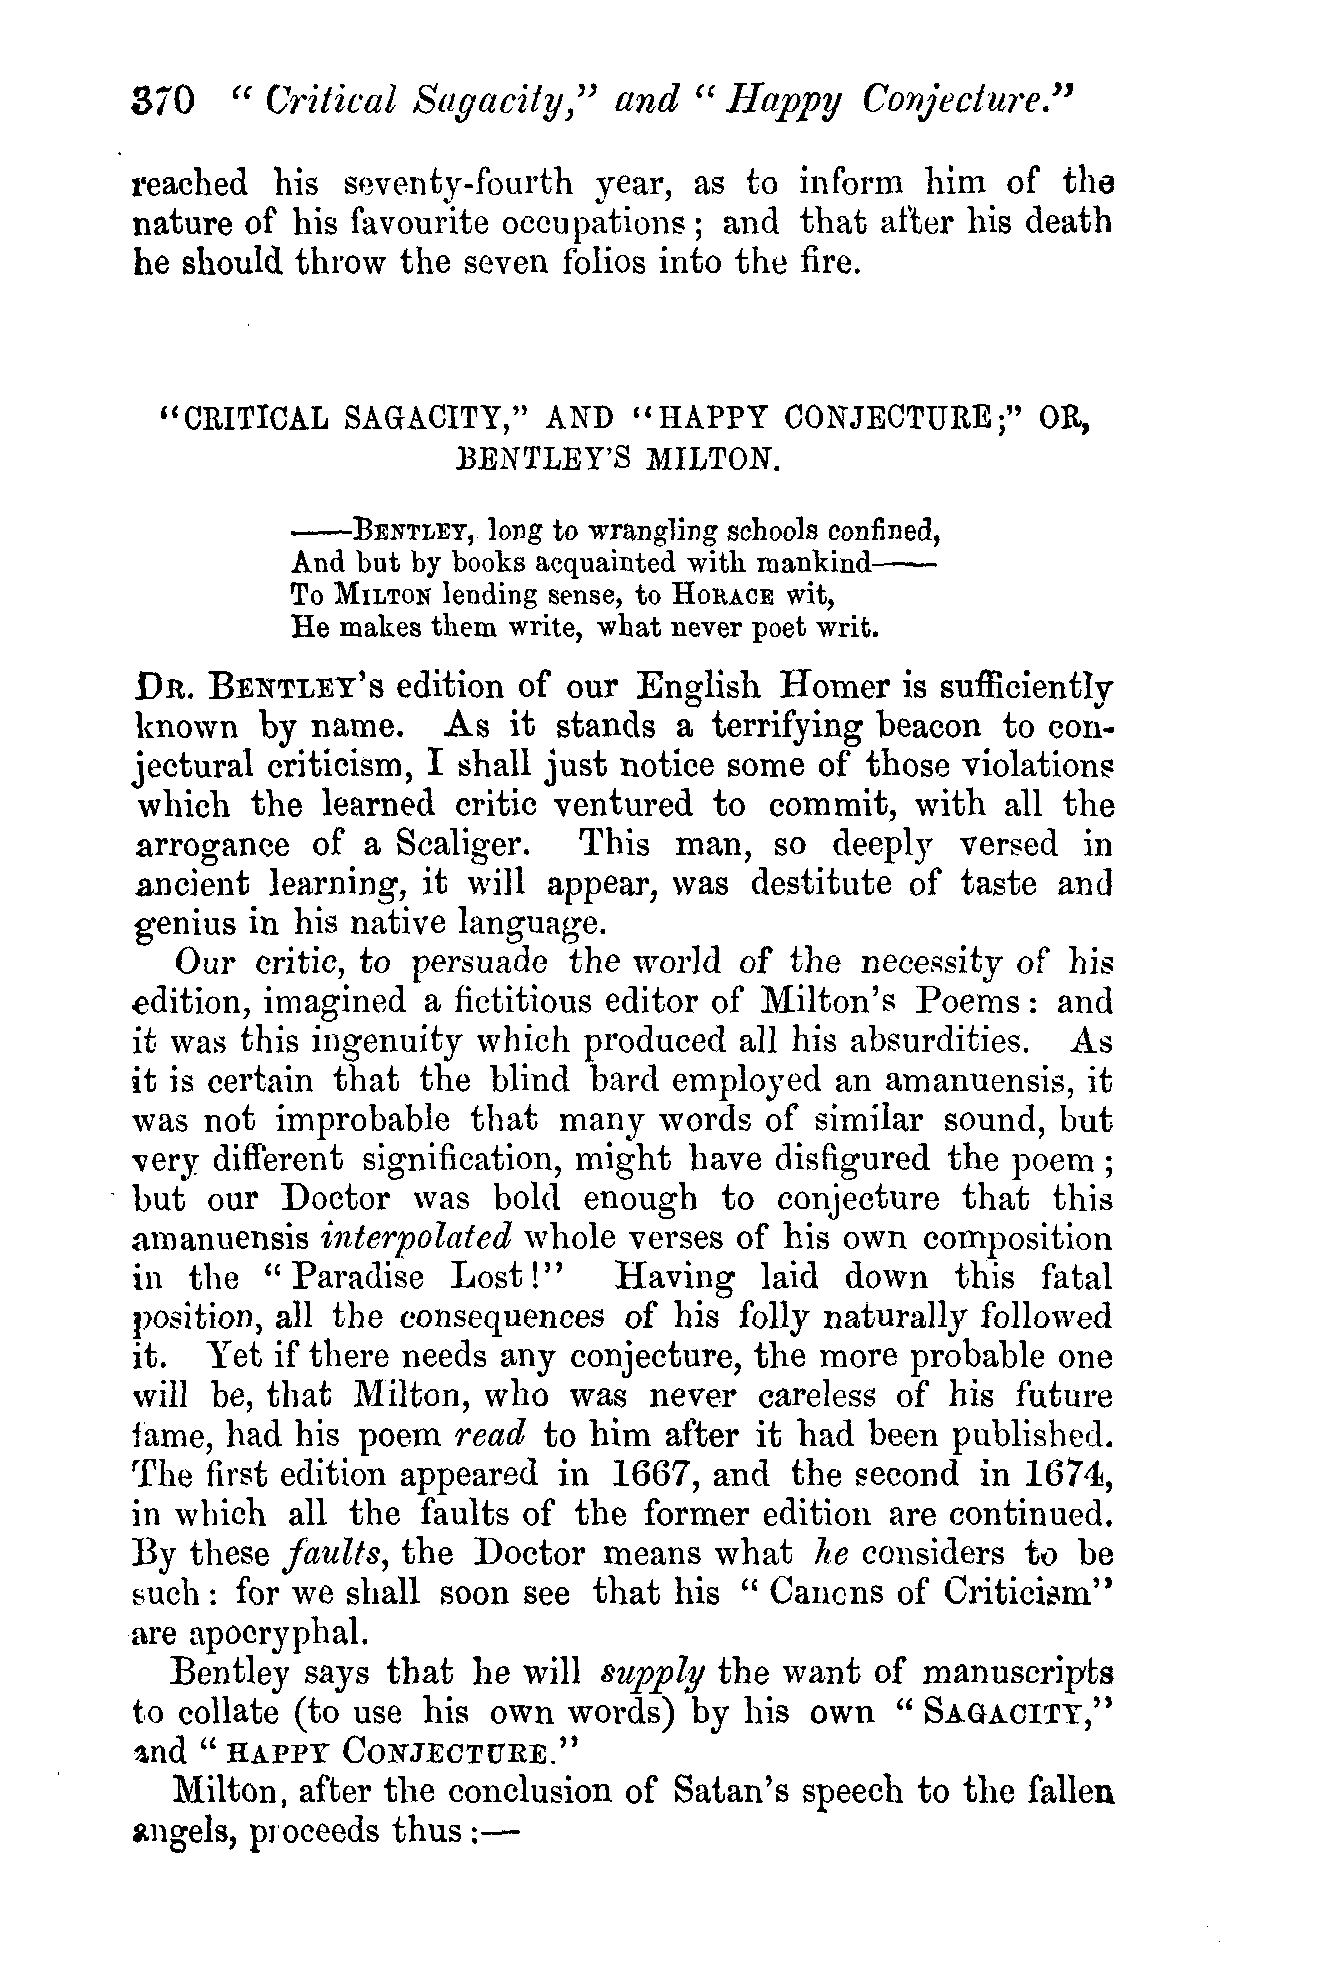 370 “ Critical Sagacity,” and “ Happy Conjecture.”
reached his seventy-fourth year, as to inform him of the
nature of his favourite occupations ; and that after his death
he should throw the seven folios into the fire.
“CRITICAL SAGACITY,” AND “HAPPY CONJECTURE;” OR,
BENTLEY’S MILTON.
——BENTLEY, long to wrangling schools confined,
And but by books acquainted with mankind——
To MILTON lending sense, to HORACE wit,
He makes them write, what never poet writ.
DR. BENTLEY’s edition of our English Homer is sufficiently
known by name. As it stands a terrifying beacon to con-
jectural criticism, I shall just notice some of those violations
which the learned critic ventured to commit, with all the
arrogance of a Scaliger. This man, so deeply versed in
ancient learning, it will appear, was destitute of taste and
genius in his native language.
Our critic, to persuade the world of the necessity of his
edition, imagined a fictitious editor of Milton’s Poems : and
it was this ingenuity which produced all his absurdities. As
it is certain that the blind bard employed an amanuensis, it
was not improbable that many words of similar sound, but
very different signification, might have disfigured the poem ;
but our Doctor was bold enough to conjecture that this
amanuensis interpolated whole verses of his own composition
in the “ Paradise Lost !” Having laid down this fatal
position, all the consequences of his folly naturally followed
it. Yet if there needs any conjecture, the more probable one
will be, that Milton, who was never careless of his future
fame, had his poem read to him after it had been published.
The first edition appeared in 1667, and the second in 1674,
in which all the faults of the former edition are continued.
By these faults, the Doctor means what he considers to be
such : for we shall soon see that his “ Canons of Criticism”
are apocryphal.
Bentley says that he will supply the want of manuscripts
to collate (to use his own words) by his own “ SAGACITY,”
and “ HAPPY CONJECTURE.”
Milton, after the conclusion of Satan’s speech to the fallen
angels, proceeds thus :—